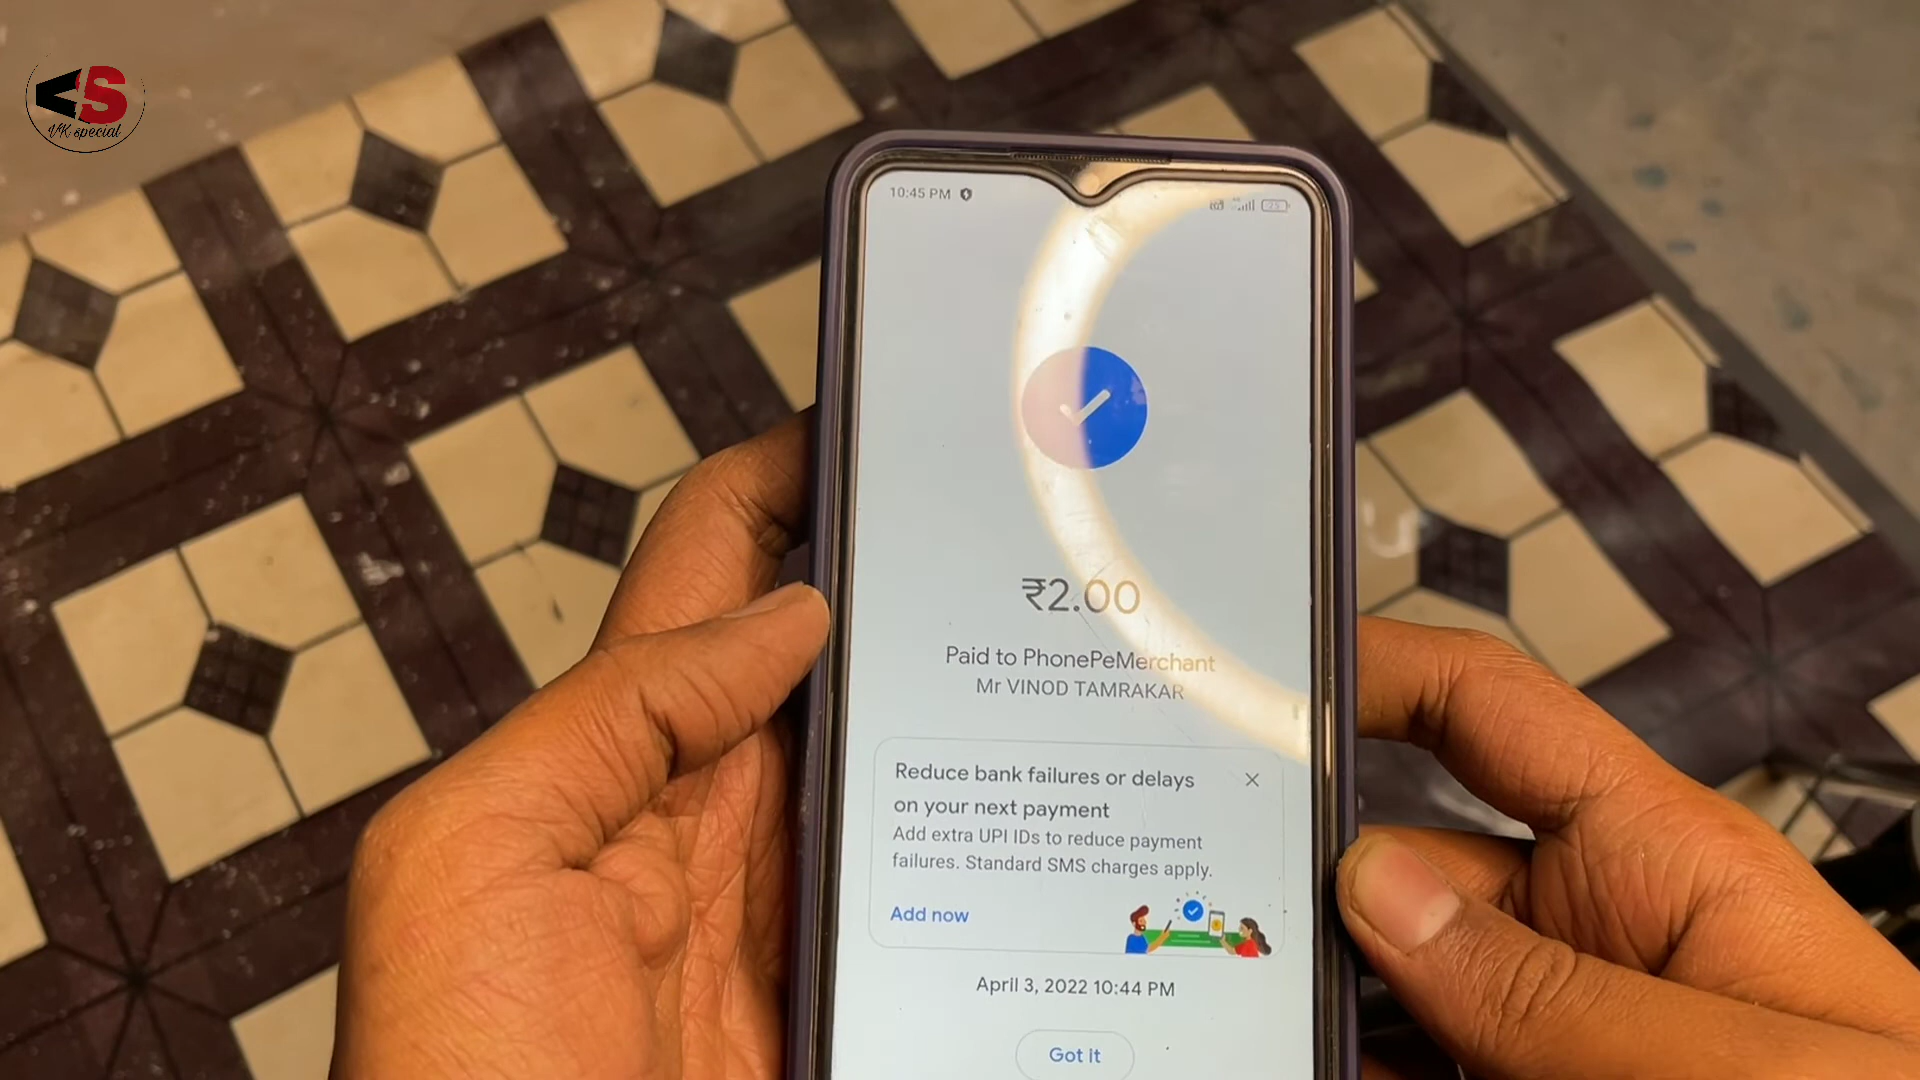 VS
VK special
10:45 PM
₹2.00
Paid to PhonePeMerchant
Mr VINOD TAMRAKAR
Reduce bank failures or delays
on your next payment
Add extra UPI IDs to reduce payment
failures. Standard SMS charges apply.
Add now
April 3, 2022 10:44 PM
Got it